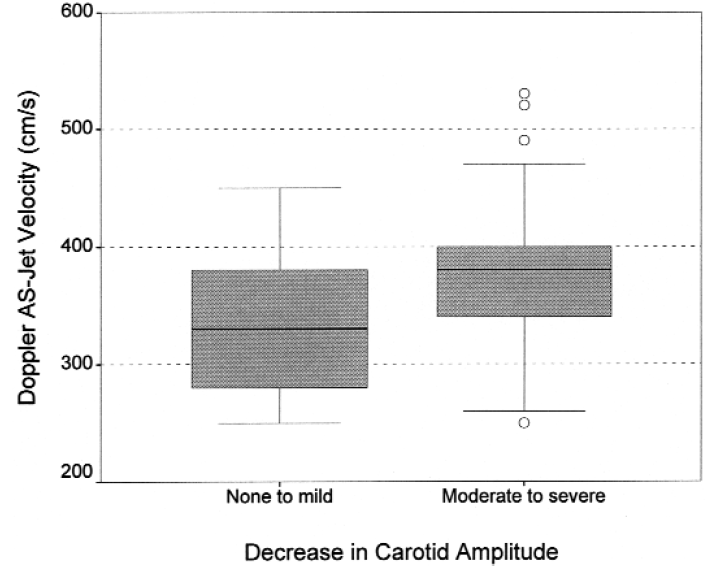 600
500
400
300
200
Doppler AS-Jet Velocity (cm/s)
None to mild
Moderate to severe
Decrease in Carotid Amplitude